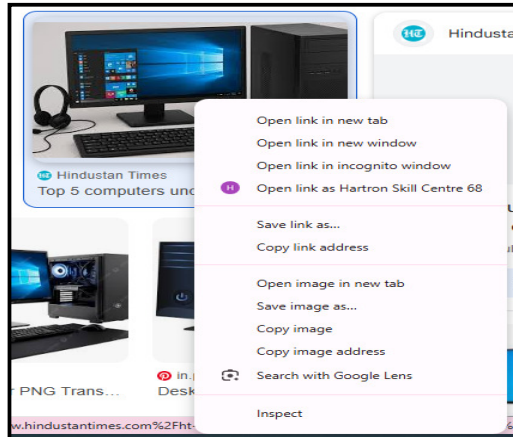 HT Hindusta
Hindustan Times
Top 5 computers unc
Open link in new tab
Open link in new window
Open link in incognito window
H Open link as Hartron Skill Centre 68
Save link as...
Copy link address
Open image in new tab
Save image as...
Copy image
Copy image address
Search with Google Lens
Inspect
in.
r PNG Trans...
Desk
w.hindustantimes.com%2Fht-